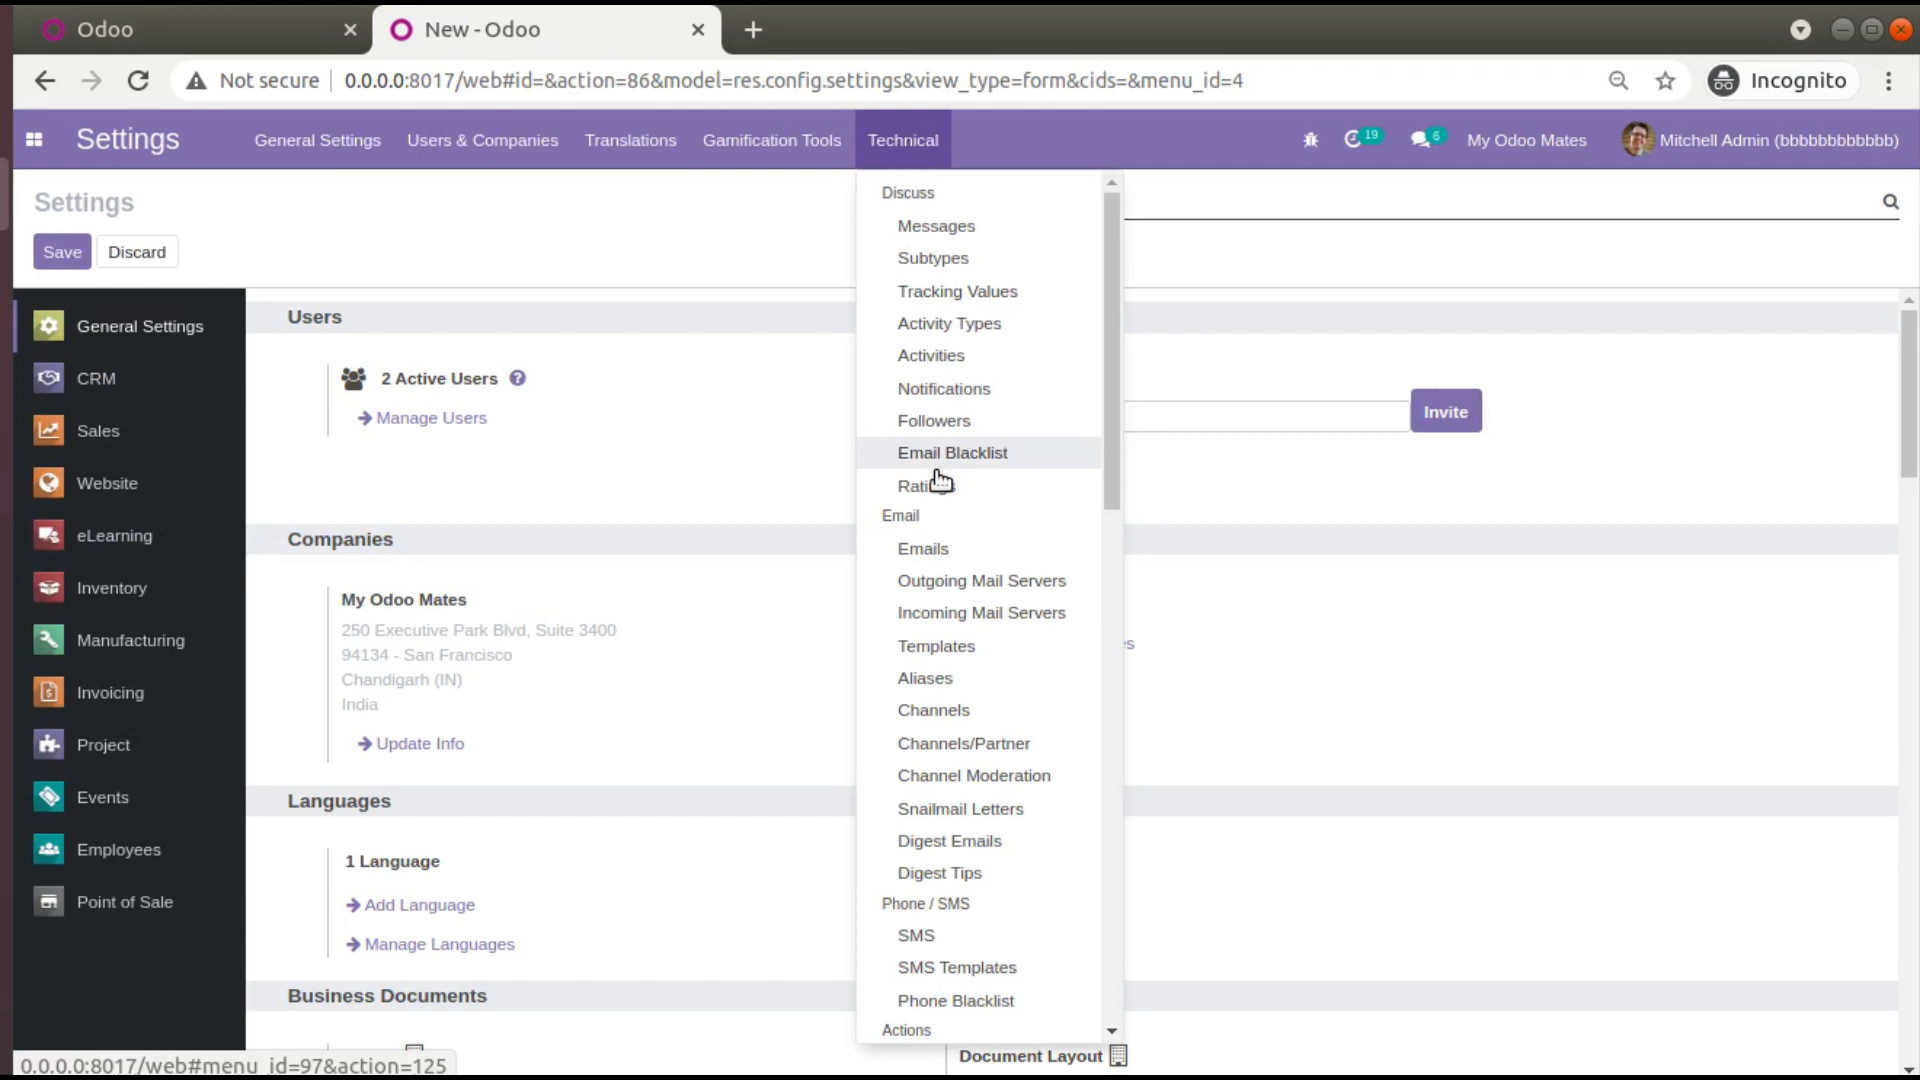 Odoo
New - Odoo
Not secure
0.0.0.0:8017/web#id=&action=86&model=res.config.settings&view_type=form&cids=&menu_id=4
Incognito
Settings
General Settings
Users & Companies
Translations
Gamification Tools
Technical
19
6
My Odoo Mates
Mitchell Admin (bbbbbbbbbbbb)
Settings
Save
Discard
General Settings
CRM
Sales
Website
eLearning
Inventory
Manufacturing
Invoicing
Project
Events
Employees
Point of Sale
Users
2 Active Users
Manage Users
Invite
Companies
My Odoo Mates
250 Executive Park Blvd, Suite 3400
94134 - San Francisco
Chandigarh (IN)
India
Update Info
Languages
1 Language
Add Language
Manage Languages
Business Documents
Document Layout
Discuss
Messages
Subtypes
Tracking Values
Activity Types
Activities
Notifications
Followers
Email Blacklist
Ratings
Email
Emails
Outgoing Mail Servers
Incoming Mail Servers
Templates
Aliases
Channels
Channels/Partner
Channel Moderation
Snailmail Letters
Digest Emails
Digest Tips
Phone / SMS
SMS
SMS Templates
Phone Blacklist
Actions
0.0.0.0:8017/web#menu_id=97&action=125